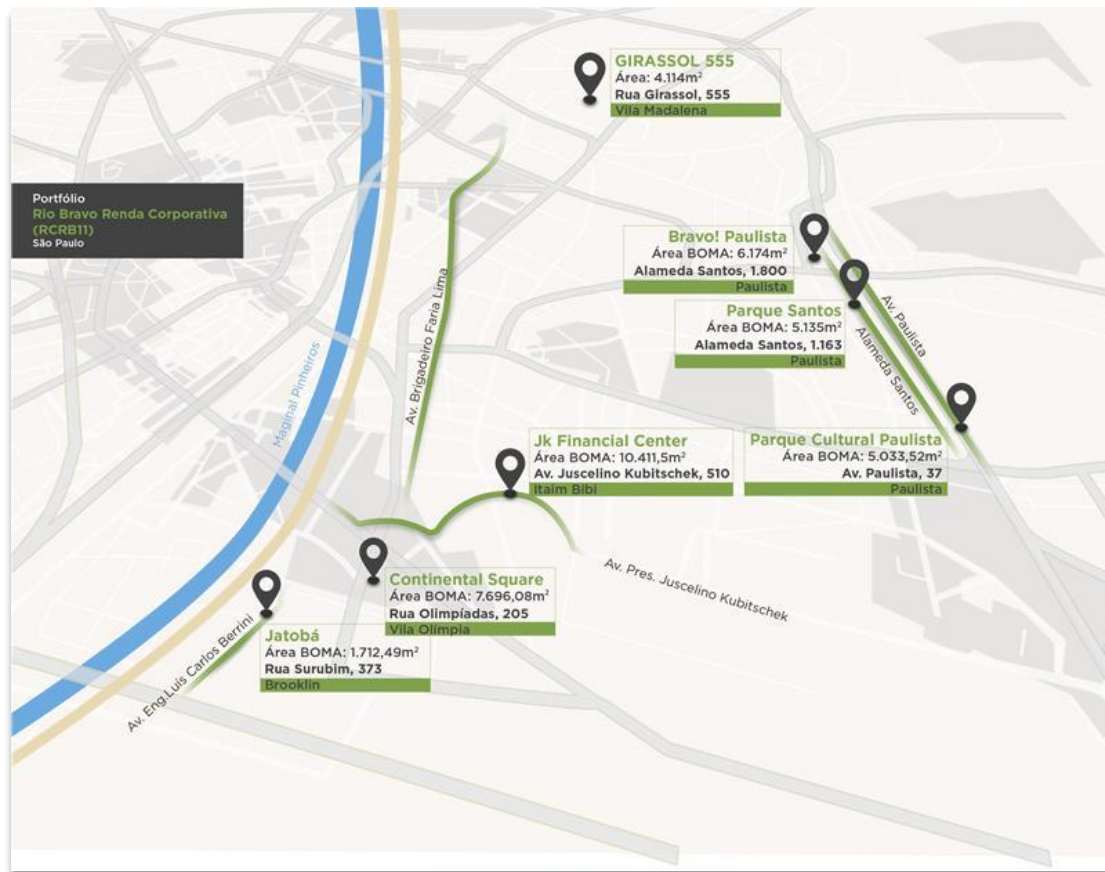 GIRASSOL 555
Área: 4.114m²
Rua Girassol, 555
Vila Madalena
Portfólio
Rio Bravo Renda Corporativa
(RCRB11)
São Paulo
Bravo! Paulista
Área BOMA: 6.174m²
Alameda Santos, 1.800
Paulista
Parque Santos
Área BOMA: 5.135m²
Alameda Santos, 1.163
Paulista
Av. Paulista
Alameda Santos
Av. Brigadeiro Faria Lima
Maginal Pinheiros
Jk Financial Center
Área BOMA: 10.411,5m²
Av. Juscelino Kubitschek, 510
Itaim Bibi
Parque Cultural Paulista
Área BOMA: 5.033,52m²
Av. Paulista, 37
Paulista
Av. Pres. Juscelino Kubitschek
Continental Square
Área BOMA: 7.696,08m²
Rua Olimpíadas, 205
Vila Olímpia
Jatobá
Área BOMA: 1.712,49m²
Rua Surubim, 373
Brooklin
Av. Eng.Luís Carlos Berrini